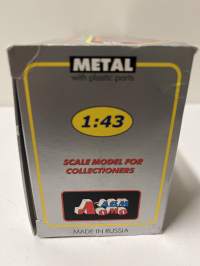 METAL
with plastic parts
1:43
SCALE MODEL FOR
COLLECTIONERS
MADE IN RUSSIA